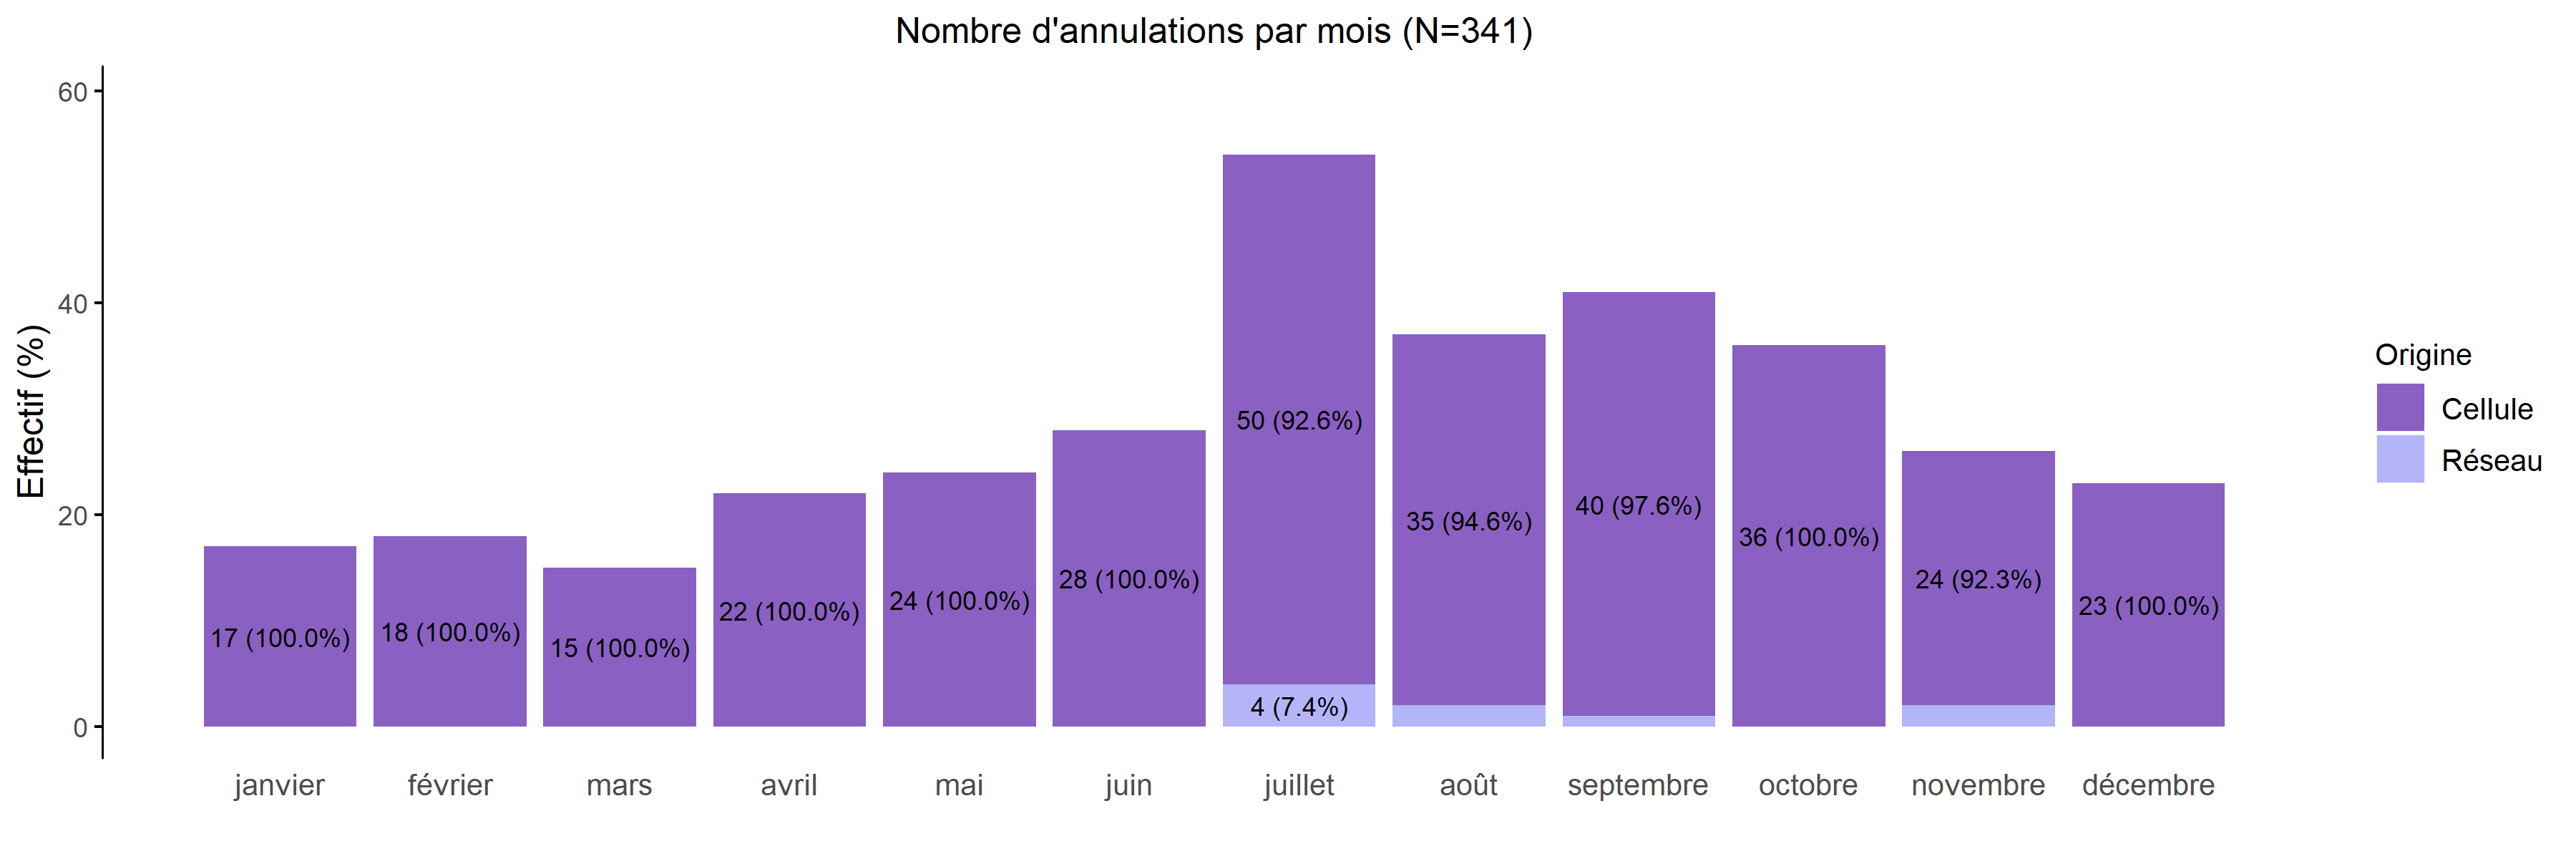 Nombre d'annulations par mois (N=341)
Effectif (%)
60
40
20
0
17 (100.0%)
18 (100.0%)
15 (100.0%)
22 (100.0%)
24 (100.0%)
28 (100.0%)
50 (92.6%)
4 (7.4%)
35 (94.6%)
40 (97.6%)
36 (100.0%)
24 (92.3%)
23 (100.0%)
janvier
février
mars
avril
mai
juin
juillet
août
septembre
octobre
novembre
décembre
Origine
Cellule
Réseau